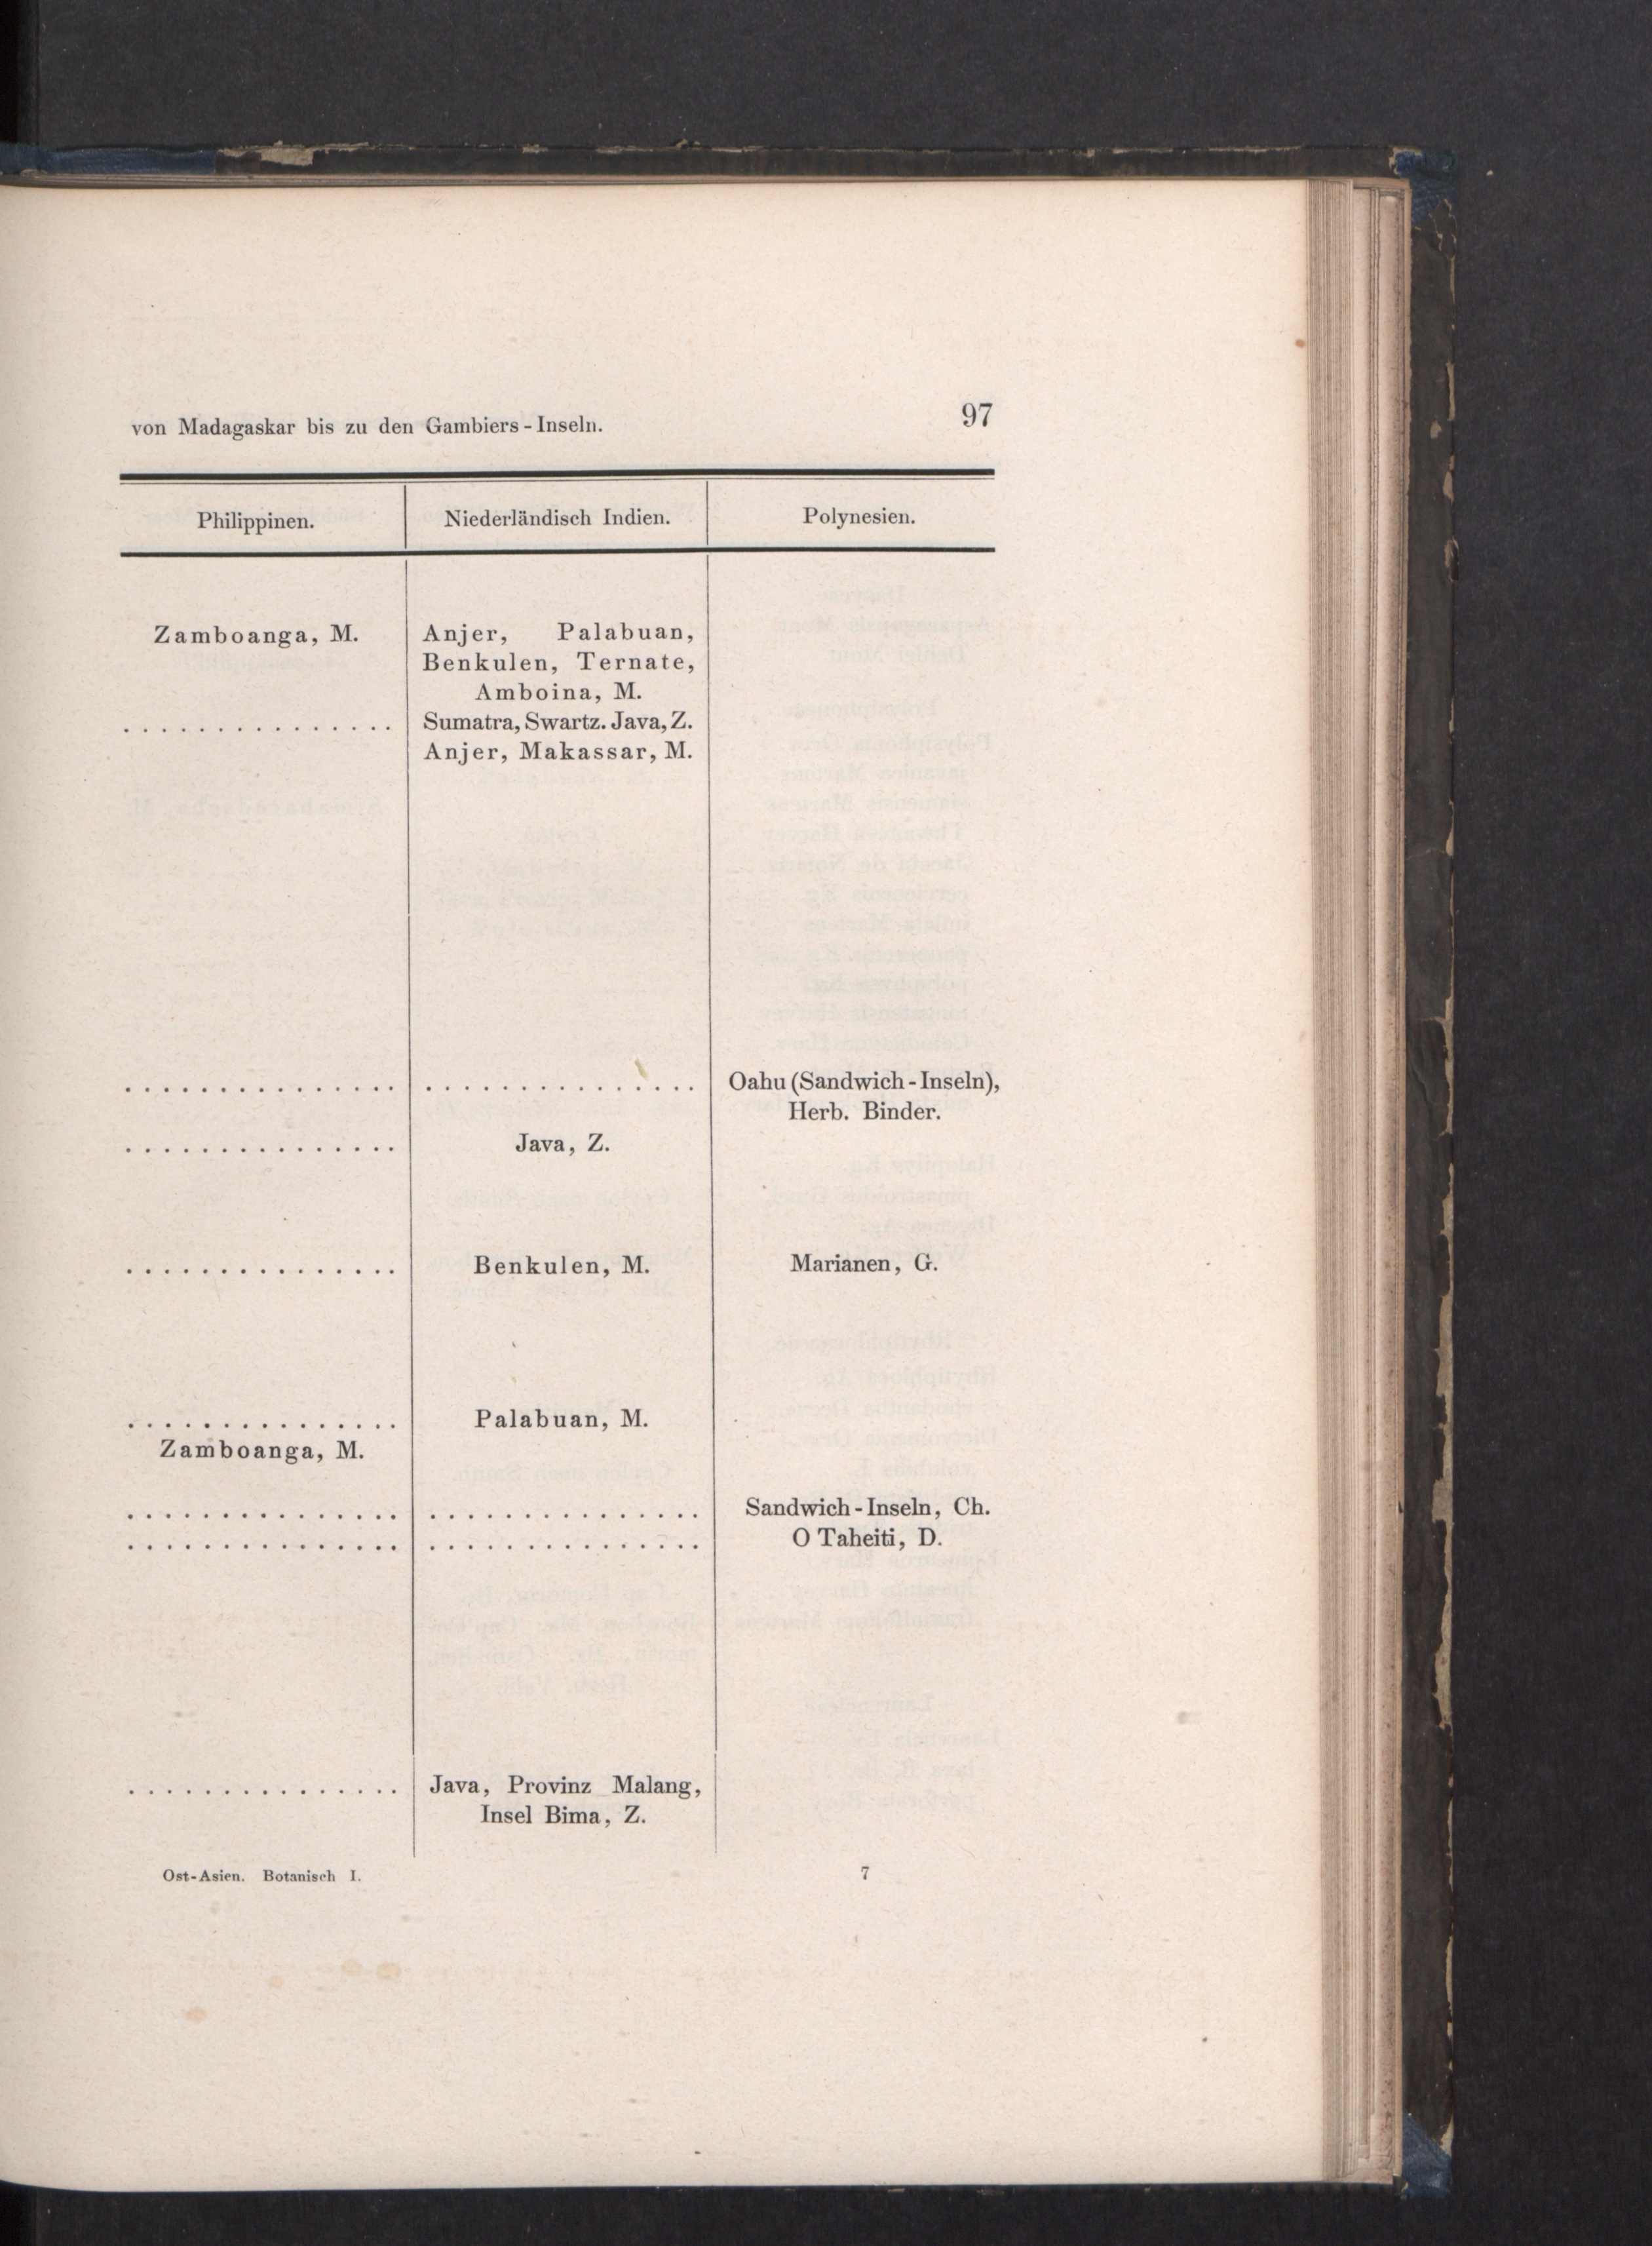 von Madagaskar bis zu den Gambiers-Inseln. 97
Philippinen. Niederländisch Indien. Polynesien.
Zamboanga, M. Anjer, Palabuan,
Benkulen, Ternate,
Amboina, M.
. . . . . . . . . . . . . . . Sumatra, Swartz. Java, Z.
Anjer, Makassar, M.
. . . . . . . . . . . . . . . . . . . . . . . . . . . . . . Oahu (Sandwich-Inseln),
Herb. Binder.
. . . . . . . . . . . . . . . Java, Z.
. . . . . . . . . . . . . . . Benkulen, M. Marianen, G.
. . . . . . . . . . . . . . . Palabuan, M.
Zamboanga, M.
. . . . . . . . . . . . . . . . . . . . . . . . . . . . . . Sandwich-Inseln, Ch.
. . . . . . . . . . . . . . . . . . . . . . . . . . . . . . O Taheiti, D.
. . . . . . . . . . . . . . . Java, Provinz Malang,
Insel Bima, Z.
Ost-Asien. Botanisch I. 7